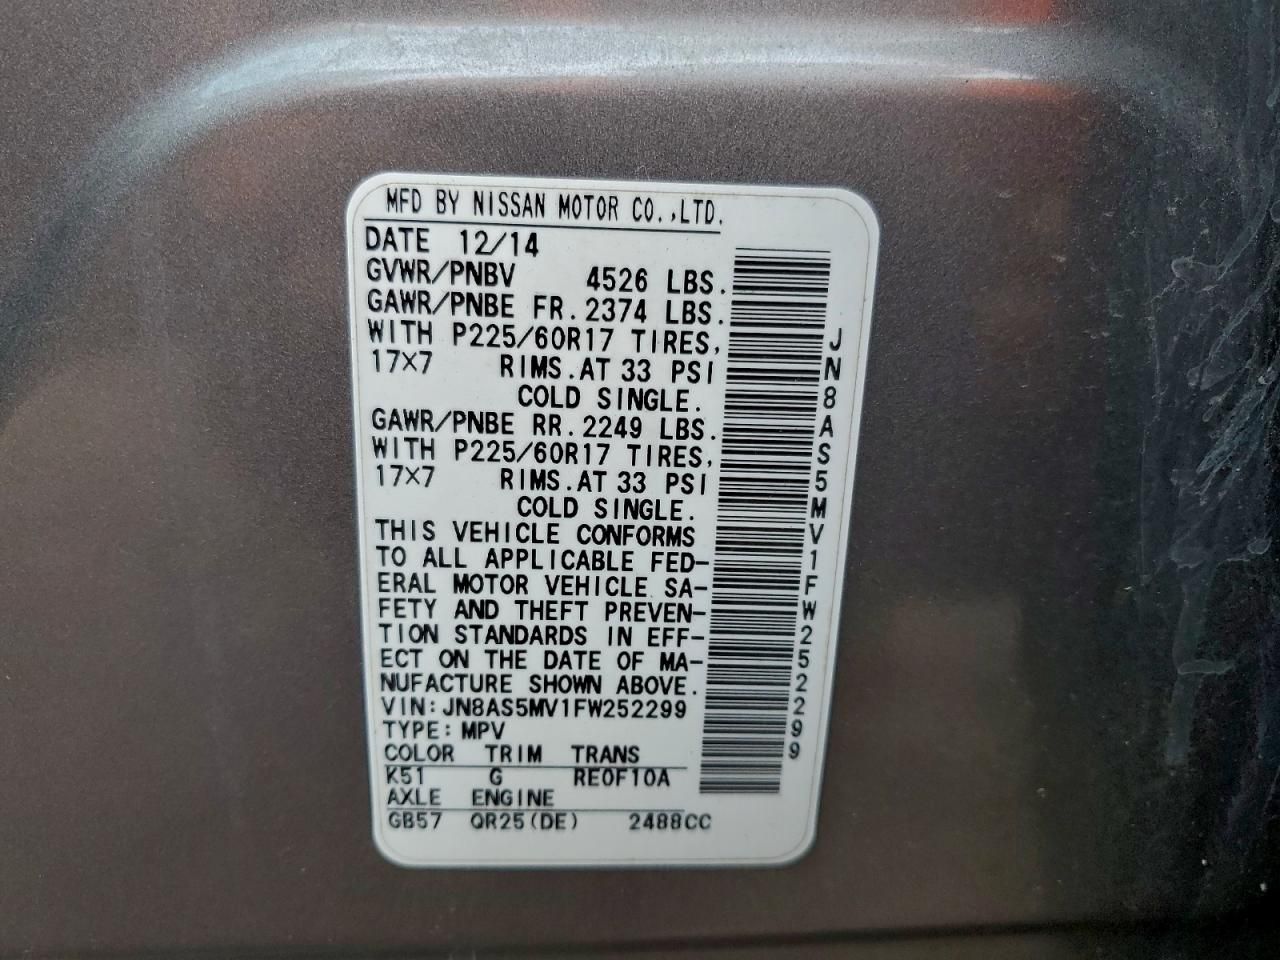 MFD BY NISSAN MOTOR CO.,LTD.
DATE 12/14
GVWR/PNBV 4526 LBS.
GAWR/PNBE FR. 2374 LBS.
WITH P225/60R17 TIRES,
17X7 RIMS.AT 33 PSI
COLD SINGLE.
GAWR/PNBE RR. 2249 LBS.
WITH P225/60R17 TIRES,
17X7 RIMS.AT 33 PSI
COLD SINGLE.
THIS VEHICLE CONFORMS
TO ALL APPLICABLE FED-
ERAL MOTOR VEHICLE SA-
FETY AND THEFT PREVEN-
TION STANDARDS IN EFF-
ECT ON THE DATE OF MA-
NUFACTURE SHOWN ABOVE.
VIN:JN8AS5MV1FW252299
TYPE:MPV
COLOR TRIM TRANS
K51 G RE0F10A
AXLE ENGINE
GB57 QR25(DE) 2488CC
JN8AS5MV1FW252299